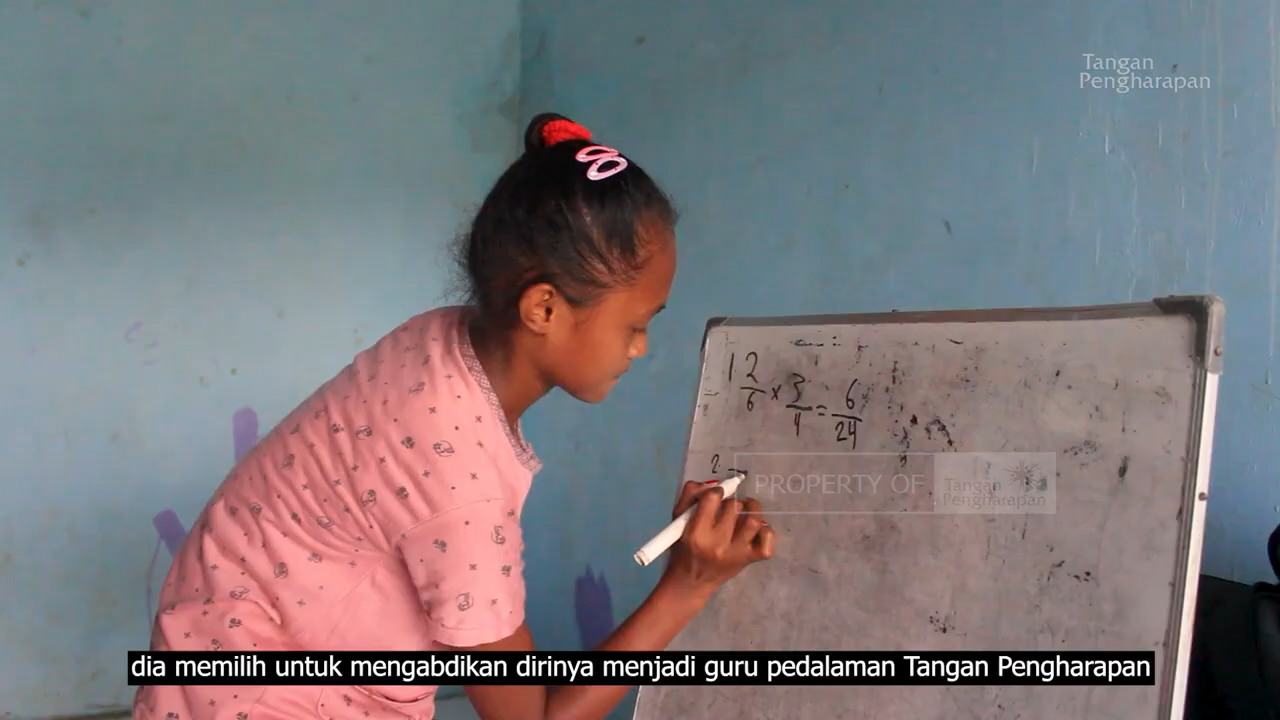 Tangan
Pengharapan
1 2/6 x 3/4 = 6/24
2.
PROPERTY OF Tangan Pengharapan
dia memilih untuk mengabdikan dirinya menjadi guru pedalaman Tangan Pengharapan